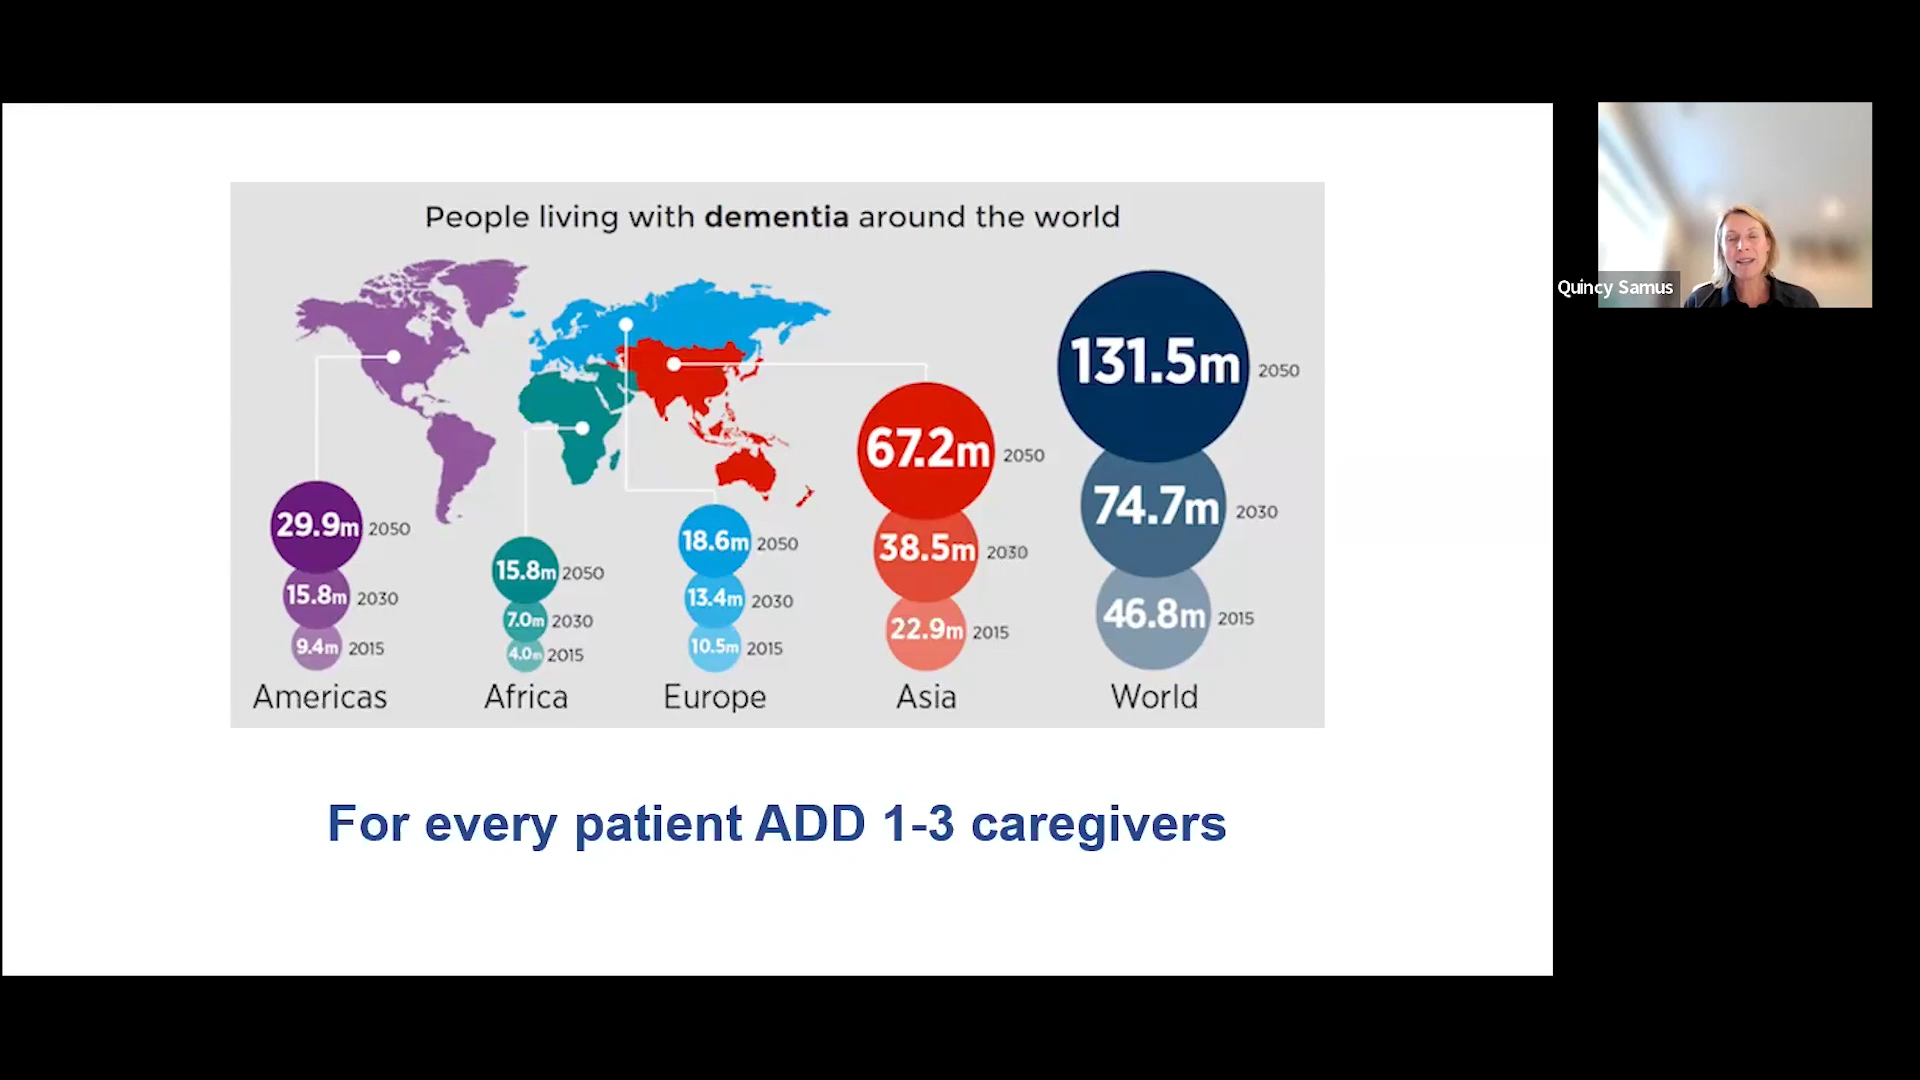 People living with dementia around the world
131.5m 2050
67.2m 2050
74.7m 2030
29.9m 2050
18.6m 2050
38.5m 2030
15.8m 2050
15.8m 2030
13.4m 2030
7.0m 2030
46.8m 2015
22.9m 2015
9.4m 2015
4.0m 2015
10.5m 2015
Americas
Africa
Europe
Asia
World
For every patient ADD 1-3 caregivers
Quincy Samus